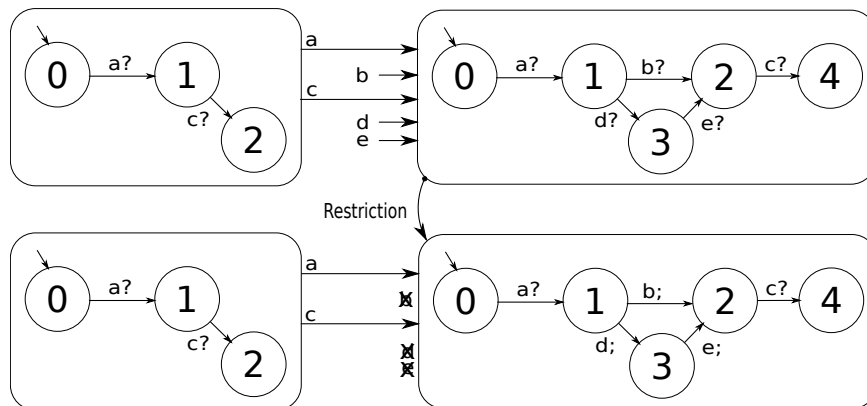 a
0 a? 1 b 0 a? 1 b? 2 c? 4
c? c d? e?
2 d 3
e
Restriction
a
0 a? 1 b 0 a? 1 b; 2 c? 4
c? c d; e;
2 d 3
e